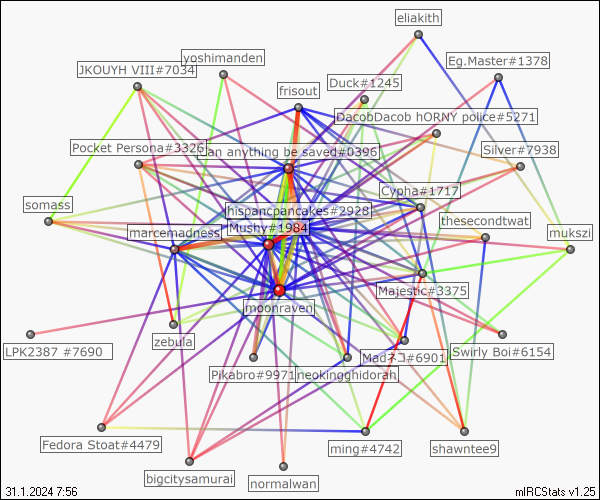 eliakith
yoshimanden
Eg.Master#1378
JKOUYH VIII#7034
Duck#1245
frisout
DacobDacob hORNY police#5271
Pocket Persona#3326
an anything be saved#0396
Silver#7938
Cypha#1717
somass
hispancpancakes#2928
thesecondtwat
marcemadness
Mushy#1984
mukszi
Majestic#3375
moonraven
zebula
LPK2387 #7690
Swirly Boi#6154
Pikabro#9971
neokingghidorah
Fedora Stoat#4479
ming#4742
shawntee9
bigcitysamurai
normalwan
31.1.2024 7:56
mIRCStats v1.25